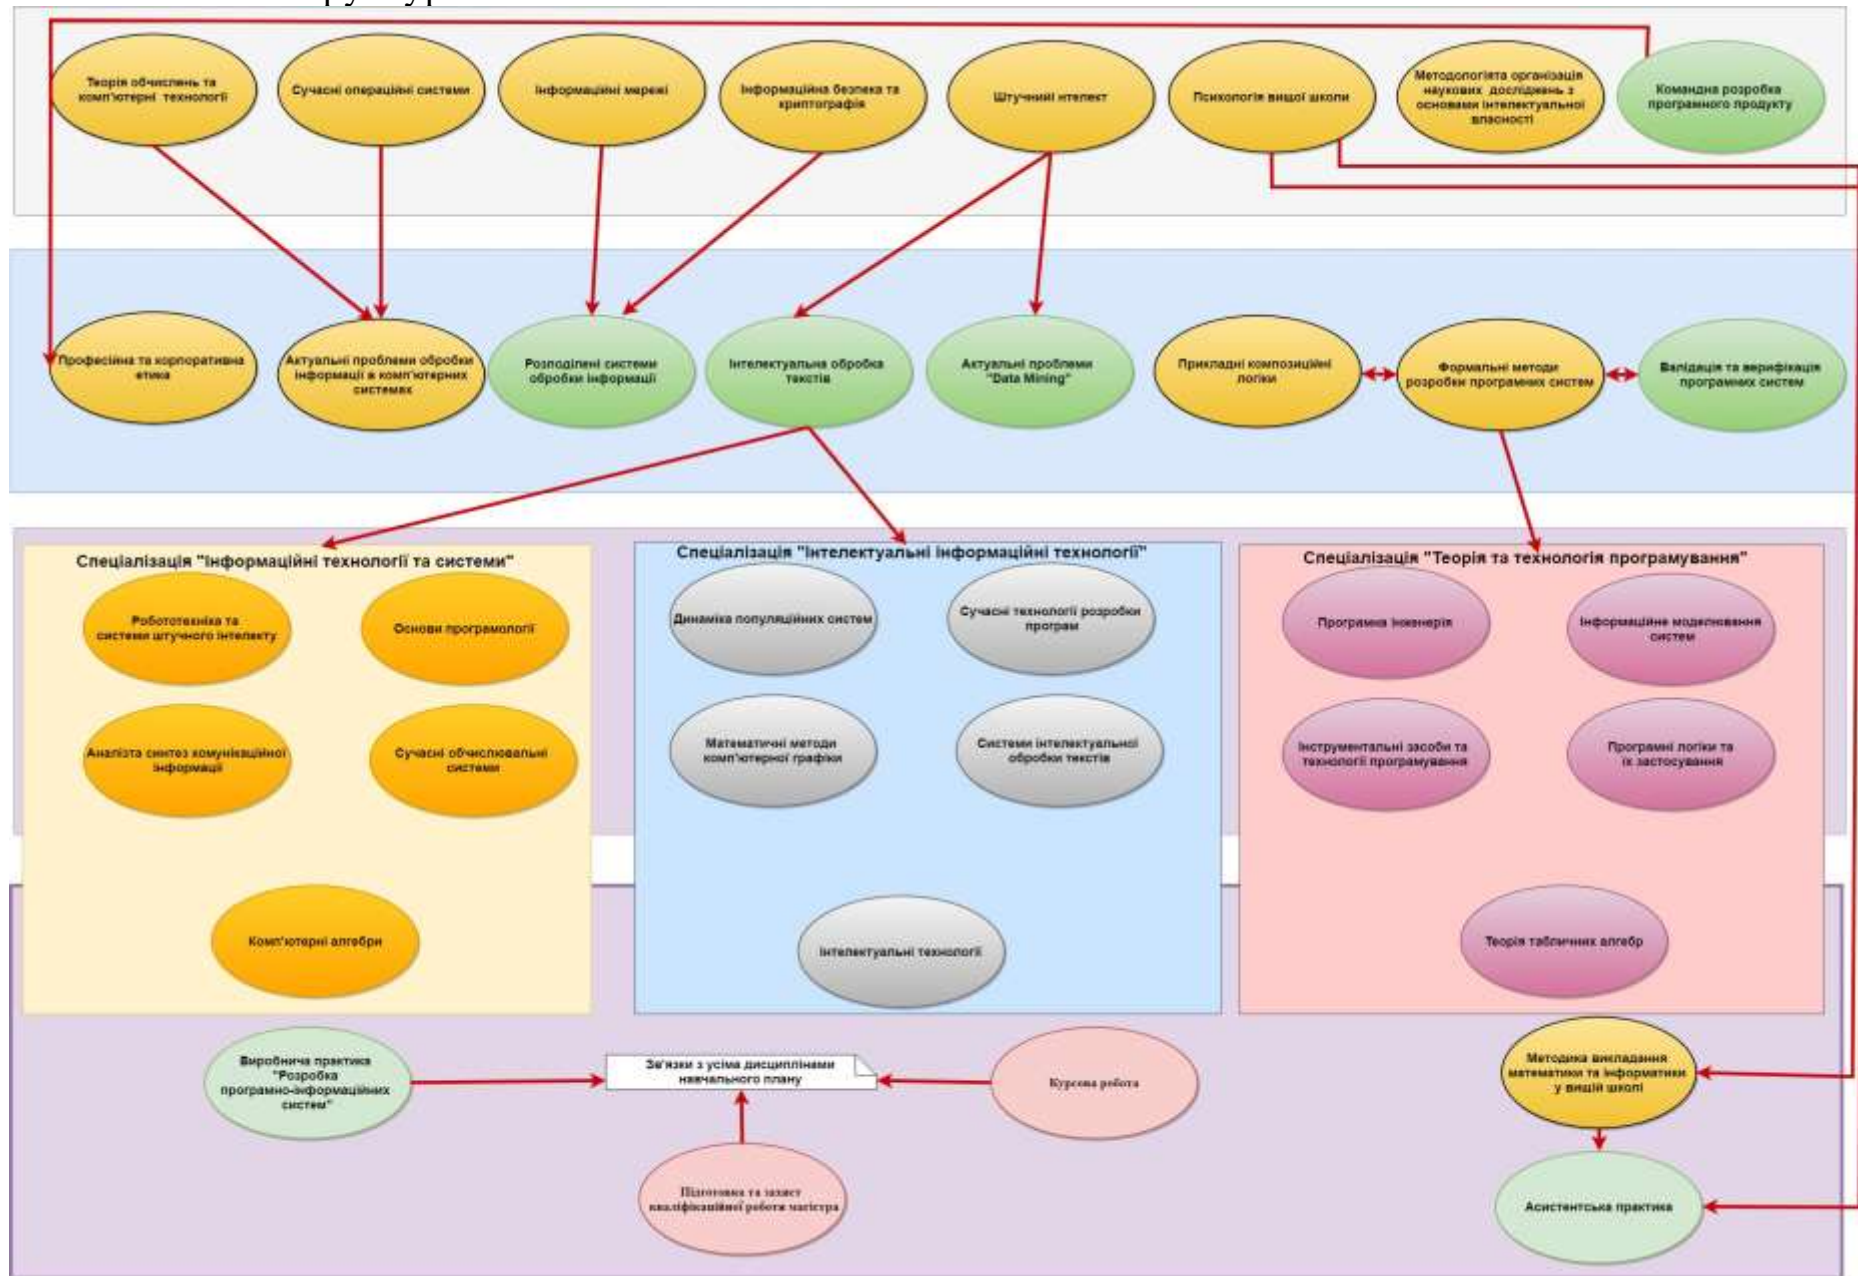 Теорія обчислень та
комп'ютерні технології
Сучасні операційні системи
Інформаційні мережі
Інформаційна безпека та
криптографія
Штучний нтелект
Психологія вищої школи
Методологіята організація
наукових досліджень з
основами інтелектуальної
власності
Командна розробка
програмного продукту
Професійна та корпоративна
етика
Актуальні проблеми обробки
інформації в комп'ютерних
системах
Розподілені системи
обробки інформації
Інтелектуальна обробка
текстів
Актуальні проблеми
"Data Mining"
Прикладні композиційні
логіки
Формальні методи
розробки програмних систем
Валідація та верифікація
програмних систем
Спеціалізація "Інформаційні технології та системи"
Робототехніка та
системи штучного інтелекту
Основи програмології
Аналізта синтез комунікаційної
інформації
Сучасні обчислювальні
системи
Комп'ютерні алгебри
Спеціалізація "Інтелектуальні інформаційні технології"
Динаміка популяційних систем
Сучасні технології розробки
програм
Математичні методи
комп'ютерної графіки
Системи інтелектуальної
обробки текстів
Інтелектуальні технології
Спеціалізація "Теорія та технологія програмування"
Програмна інженерія
Інформаційне моделювання
систем
Інструментальні засоби та
технології програмування
Програмні логіки та
їх застосування
Теорія табличних алгебр
Виробнича практика
"Розробка
програмно-інформаційних
систем"
Зв'язки з усіма дисциплінами
навчального плану
Курсова робота
Підготовка та захист
кваліфікаційної роботи магістра
Методика викладання
математики та інформатики
у вищій школі
Асистентська практика